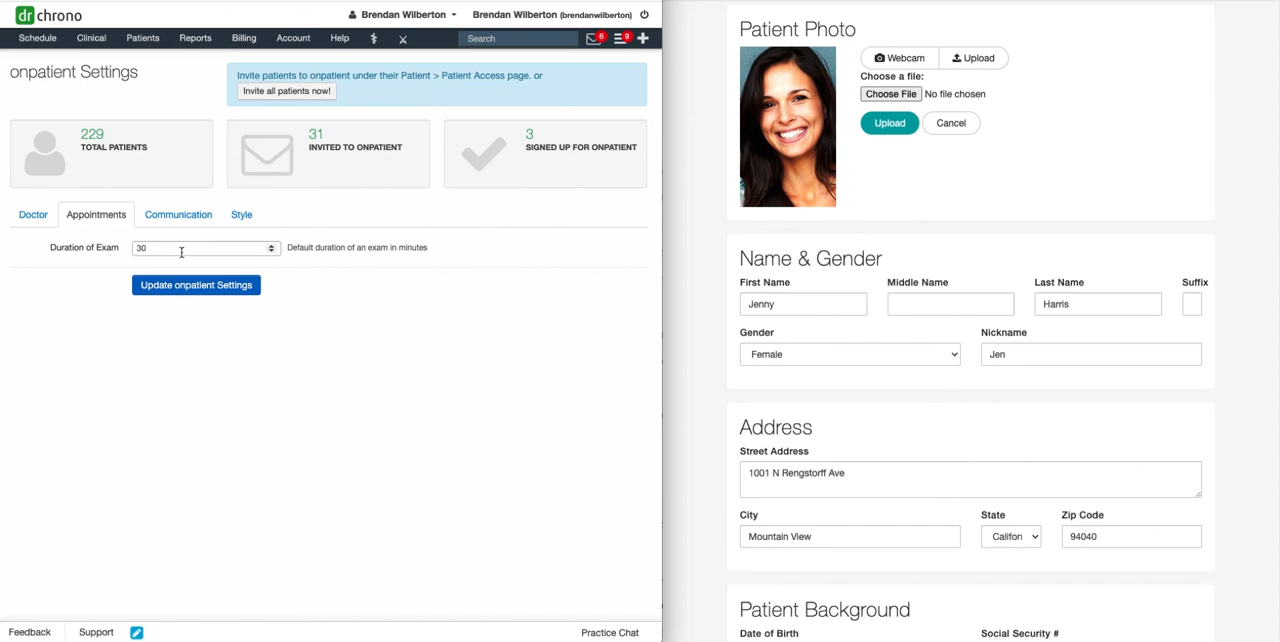 dr chrono
Brendan Wilberton
Brendan Wilberton (brendanwilberton)
Schedule Clinical Patients Reports Billing Account Help Search 6 9
onpatient Settings
Invite patients to onpatient under their Patient > Patient Access page. or
Invite all patients now!
229
TOTAL PATIENTS
31
INVITED TO ONPATIENT
3
SIGNED UP FOR ONPATIENT
Doctor Appointments Communication Style
Duration of Exam 30 Default duration of an exam in minutes
Update onpatient Settings
Feedback Support Practice Chat
Patient Photo
Webcam Upload
Choose a file:
Choose File No file chosen
Upload Cancel
Name & Gender
First Name Middle Name Last Name Suffix
Jenny Harris
Gender Nickname
Female Jen
Address
Street Address
1001 N Rengstorff Ave
City State Zip Code
Mountain View Califor 94040
Patient Background
Date of Birth Social Security #